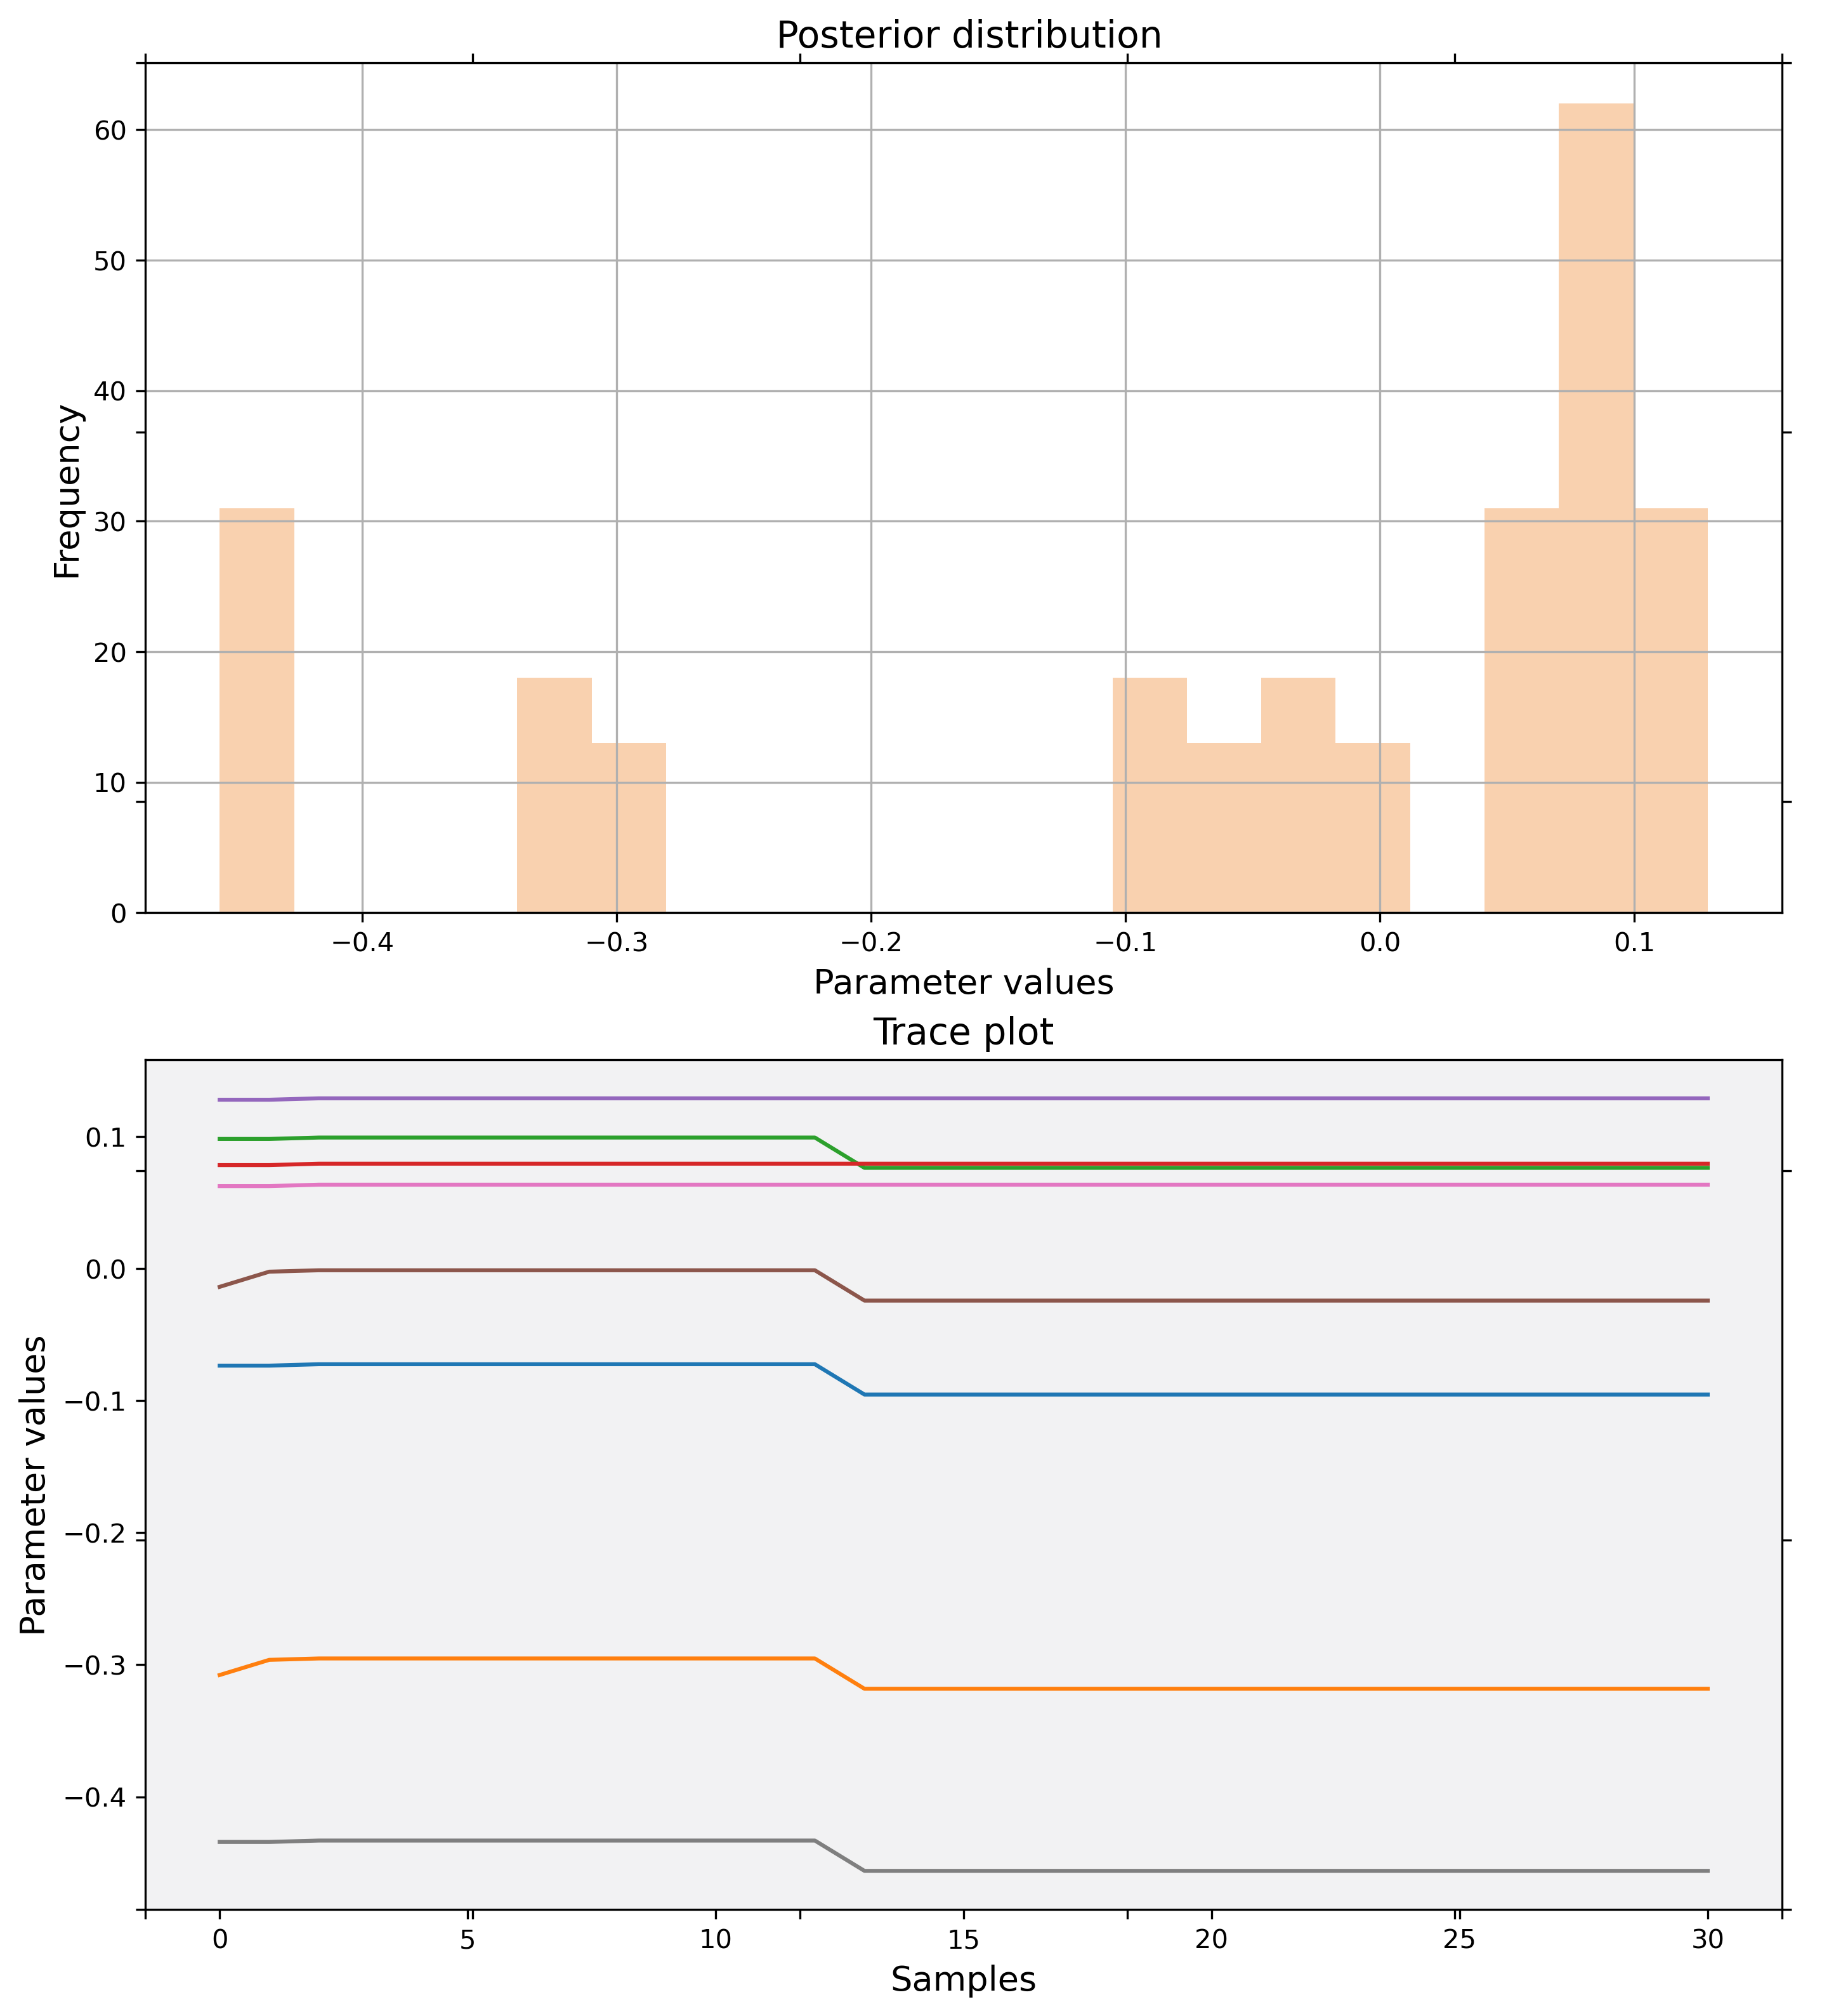 Posterior distribution
60
50
40
30
20
10
0
Frequency
−0.4 −0.3 −0.2 −0.1 0.0 0.1
Parameter values
Trace plot
0.1
0.0
−0.1
−0.2
−0.3
−0.4
Parameter values
0 5 10 15 20 25 30
Samples